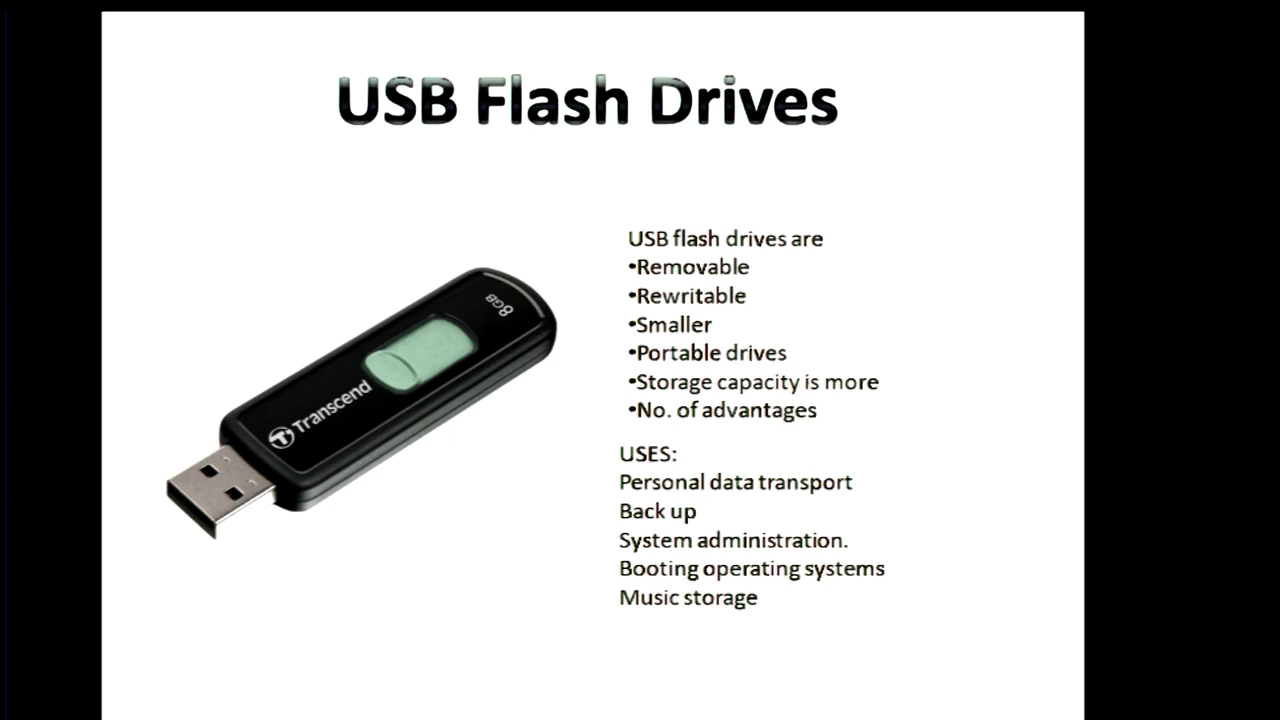 USB Flash Drives
8GB
Transcend
USB flash drives are
•Removable
•Rewritable
•Smaller
•Portable drives
•Storage capacity is more
•No. of advantages
USES:
Personal data transport
Back up
System administration.
Booting operating systems
Music storage